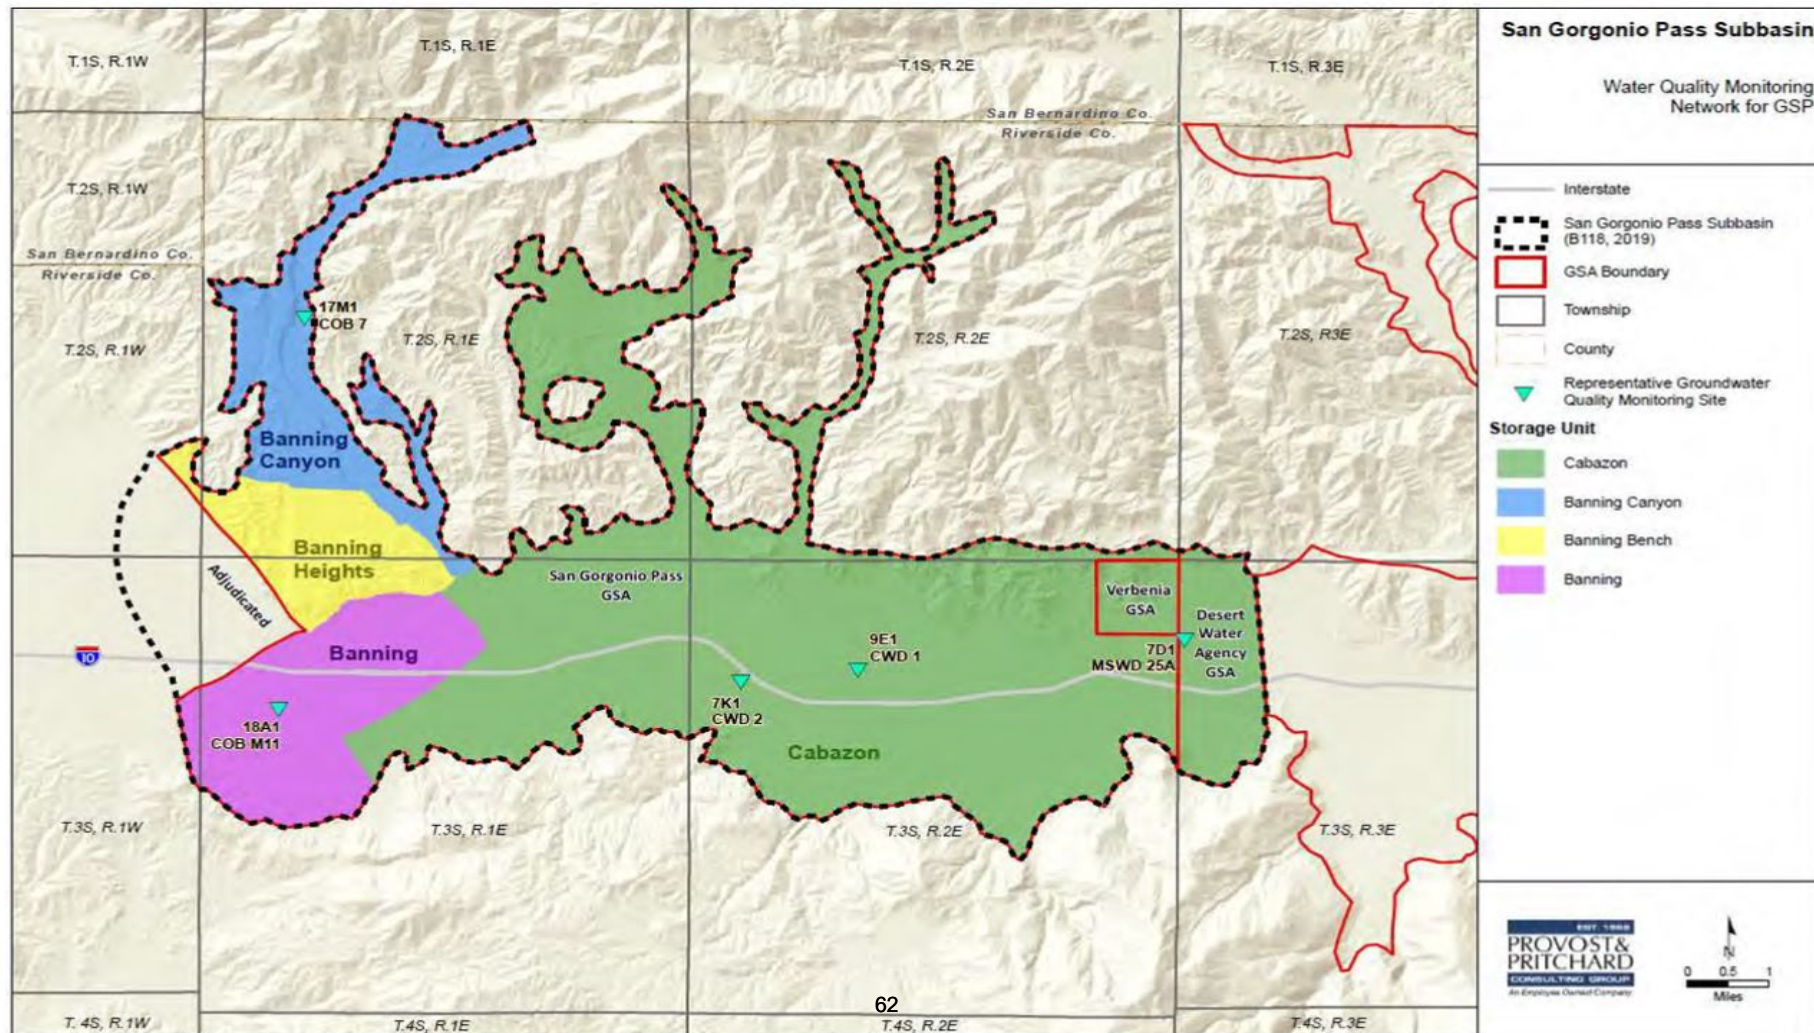 T.1S, R.1W
T.1S, R.1E
T.1S, R.2E
T.1S, R.3E
San Bernardino Co.
Riverside Co.
T.2S, R.1W
San Bernardino Co.
Riverside Co.
17M1
COB 7
T.2S, R.1W
T.2S, R.1E
T.2S, R.2E
T.2S, R3E
Banning
Canyon
Banning
Heights
Adjudicated
San Gorgonio Pass
GSA
Verbenia
GSA
Desert
Water
Agency
GSA
10
Banning
9E1
CWD 1
7D1
MSWD 25A
7K1
CWD 2
18A1
COB M11
Cabazon
T.3S, R.1W
T.3S, R.1E
T.3S, R.2E
T.3S, R.3E
62
T. 4S, R.1W
T.4S, R.1E
T.4S, R.2E
T.4S, R.3E
San Gorgonio Pass Subbasin
Water Quality Monitoring
Network for GSP
Interstate
San Gorgonio Pass Subbasin
(B118, 2019)
GSA Boundary
Township
County
Representative Groundwater
Quality Monitoring Site
Storage Unit
Cabazon
Banning Canyon
Banning Bench
Banning
EST. 1968
PROVOST&
PRITCHARD
CONSULTING GROUP
An Employee Owned Company
N
0 0.5 1
Miles